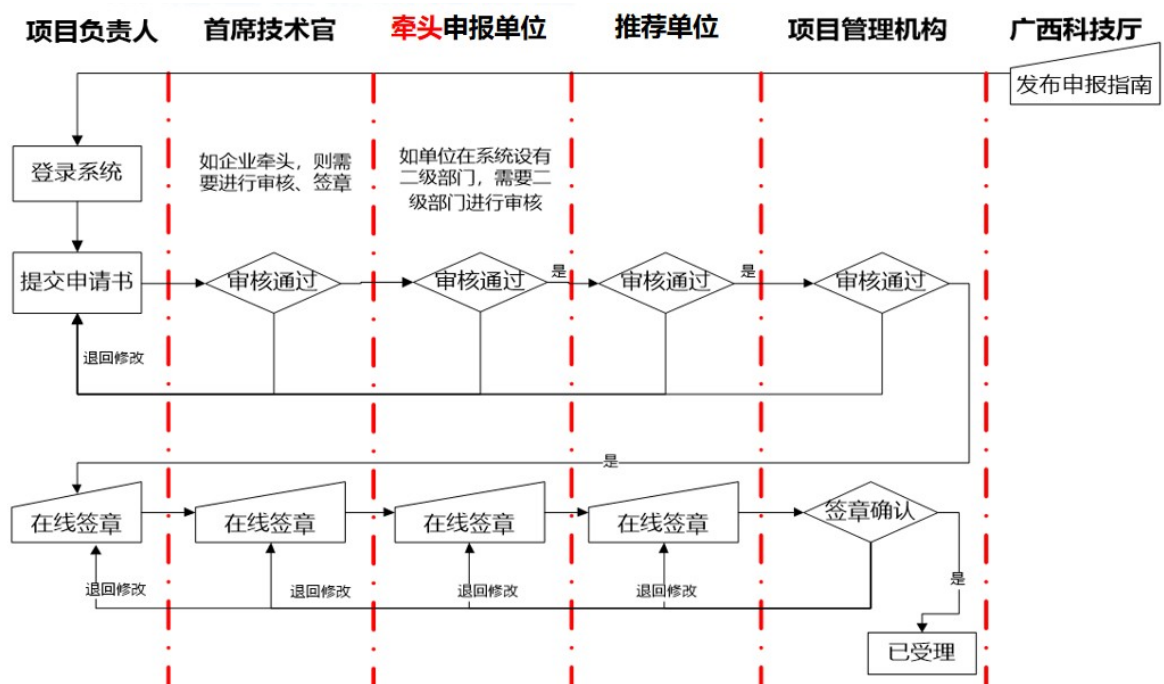 项目负责人
首席技术官
牵头申报单位
推荐单位
项目管理机构
广西科技厅
发布申报指南
登录系统
如企业牵头，则需
要进行审核、签章
如单位在系统设有
二级部门，需要二
级部门进行审核
提交申请书
审核通过
审核通过
是
审核通过
是
审核通过
退回修改
是
在线签章
在线签章
在线签章
在线签章
签章确认
退回修改
退回修改
退回修改
退回修改
是
已受理